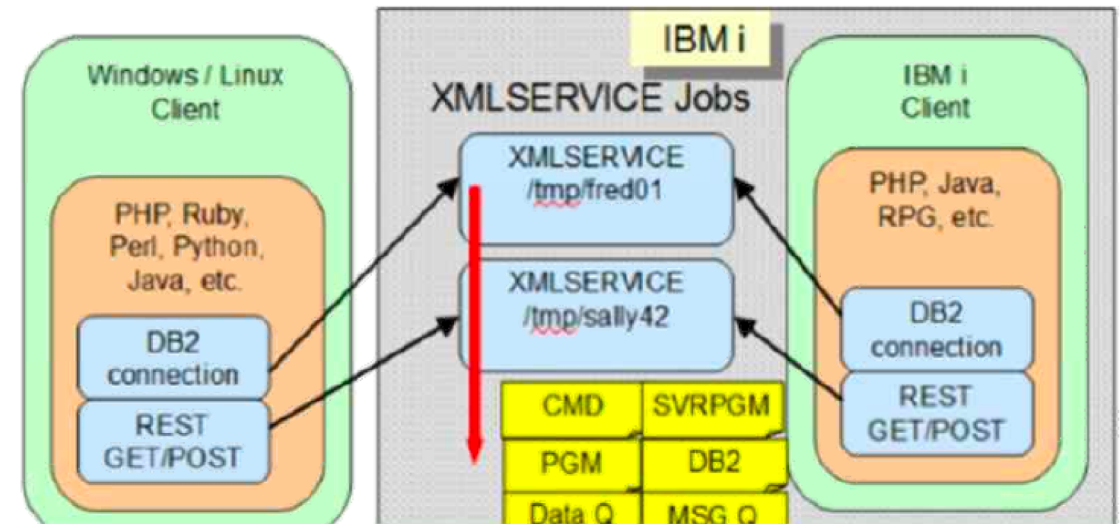 Windows / Linux
Client
PHP, Ruby,
Perl, Python,
Java, etc.
DB2
connection
REST
GET/POST
IBM i
XMLSERVICE Jobs
XMLSERVICE
/tmp/fred01
XMLSERVICE
/tmp/sally42
CMD
SVRPGM
PGM
DB2
Data Q
MSG Q
IBM i
Client
PHP, Java,
RPG, etc.
DB2
connection
REST
GET/POST